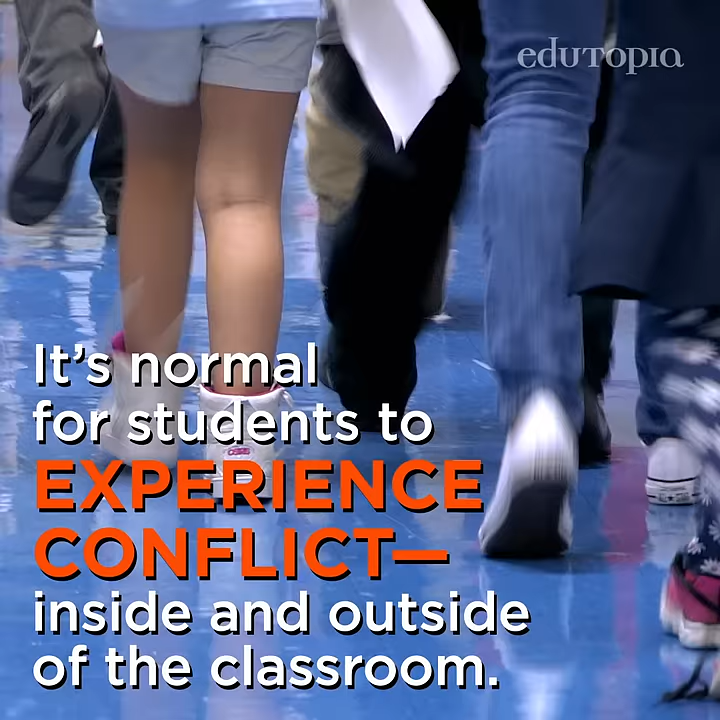 edutopia
It's normal
for students to
EXPERIENCE
CONFLICT—
inside and outside
of the classroom.